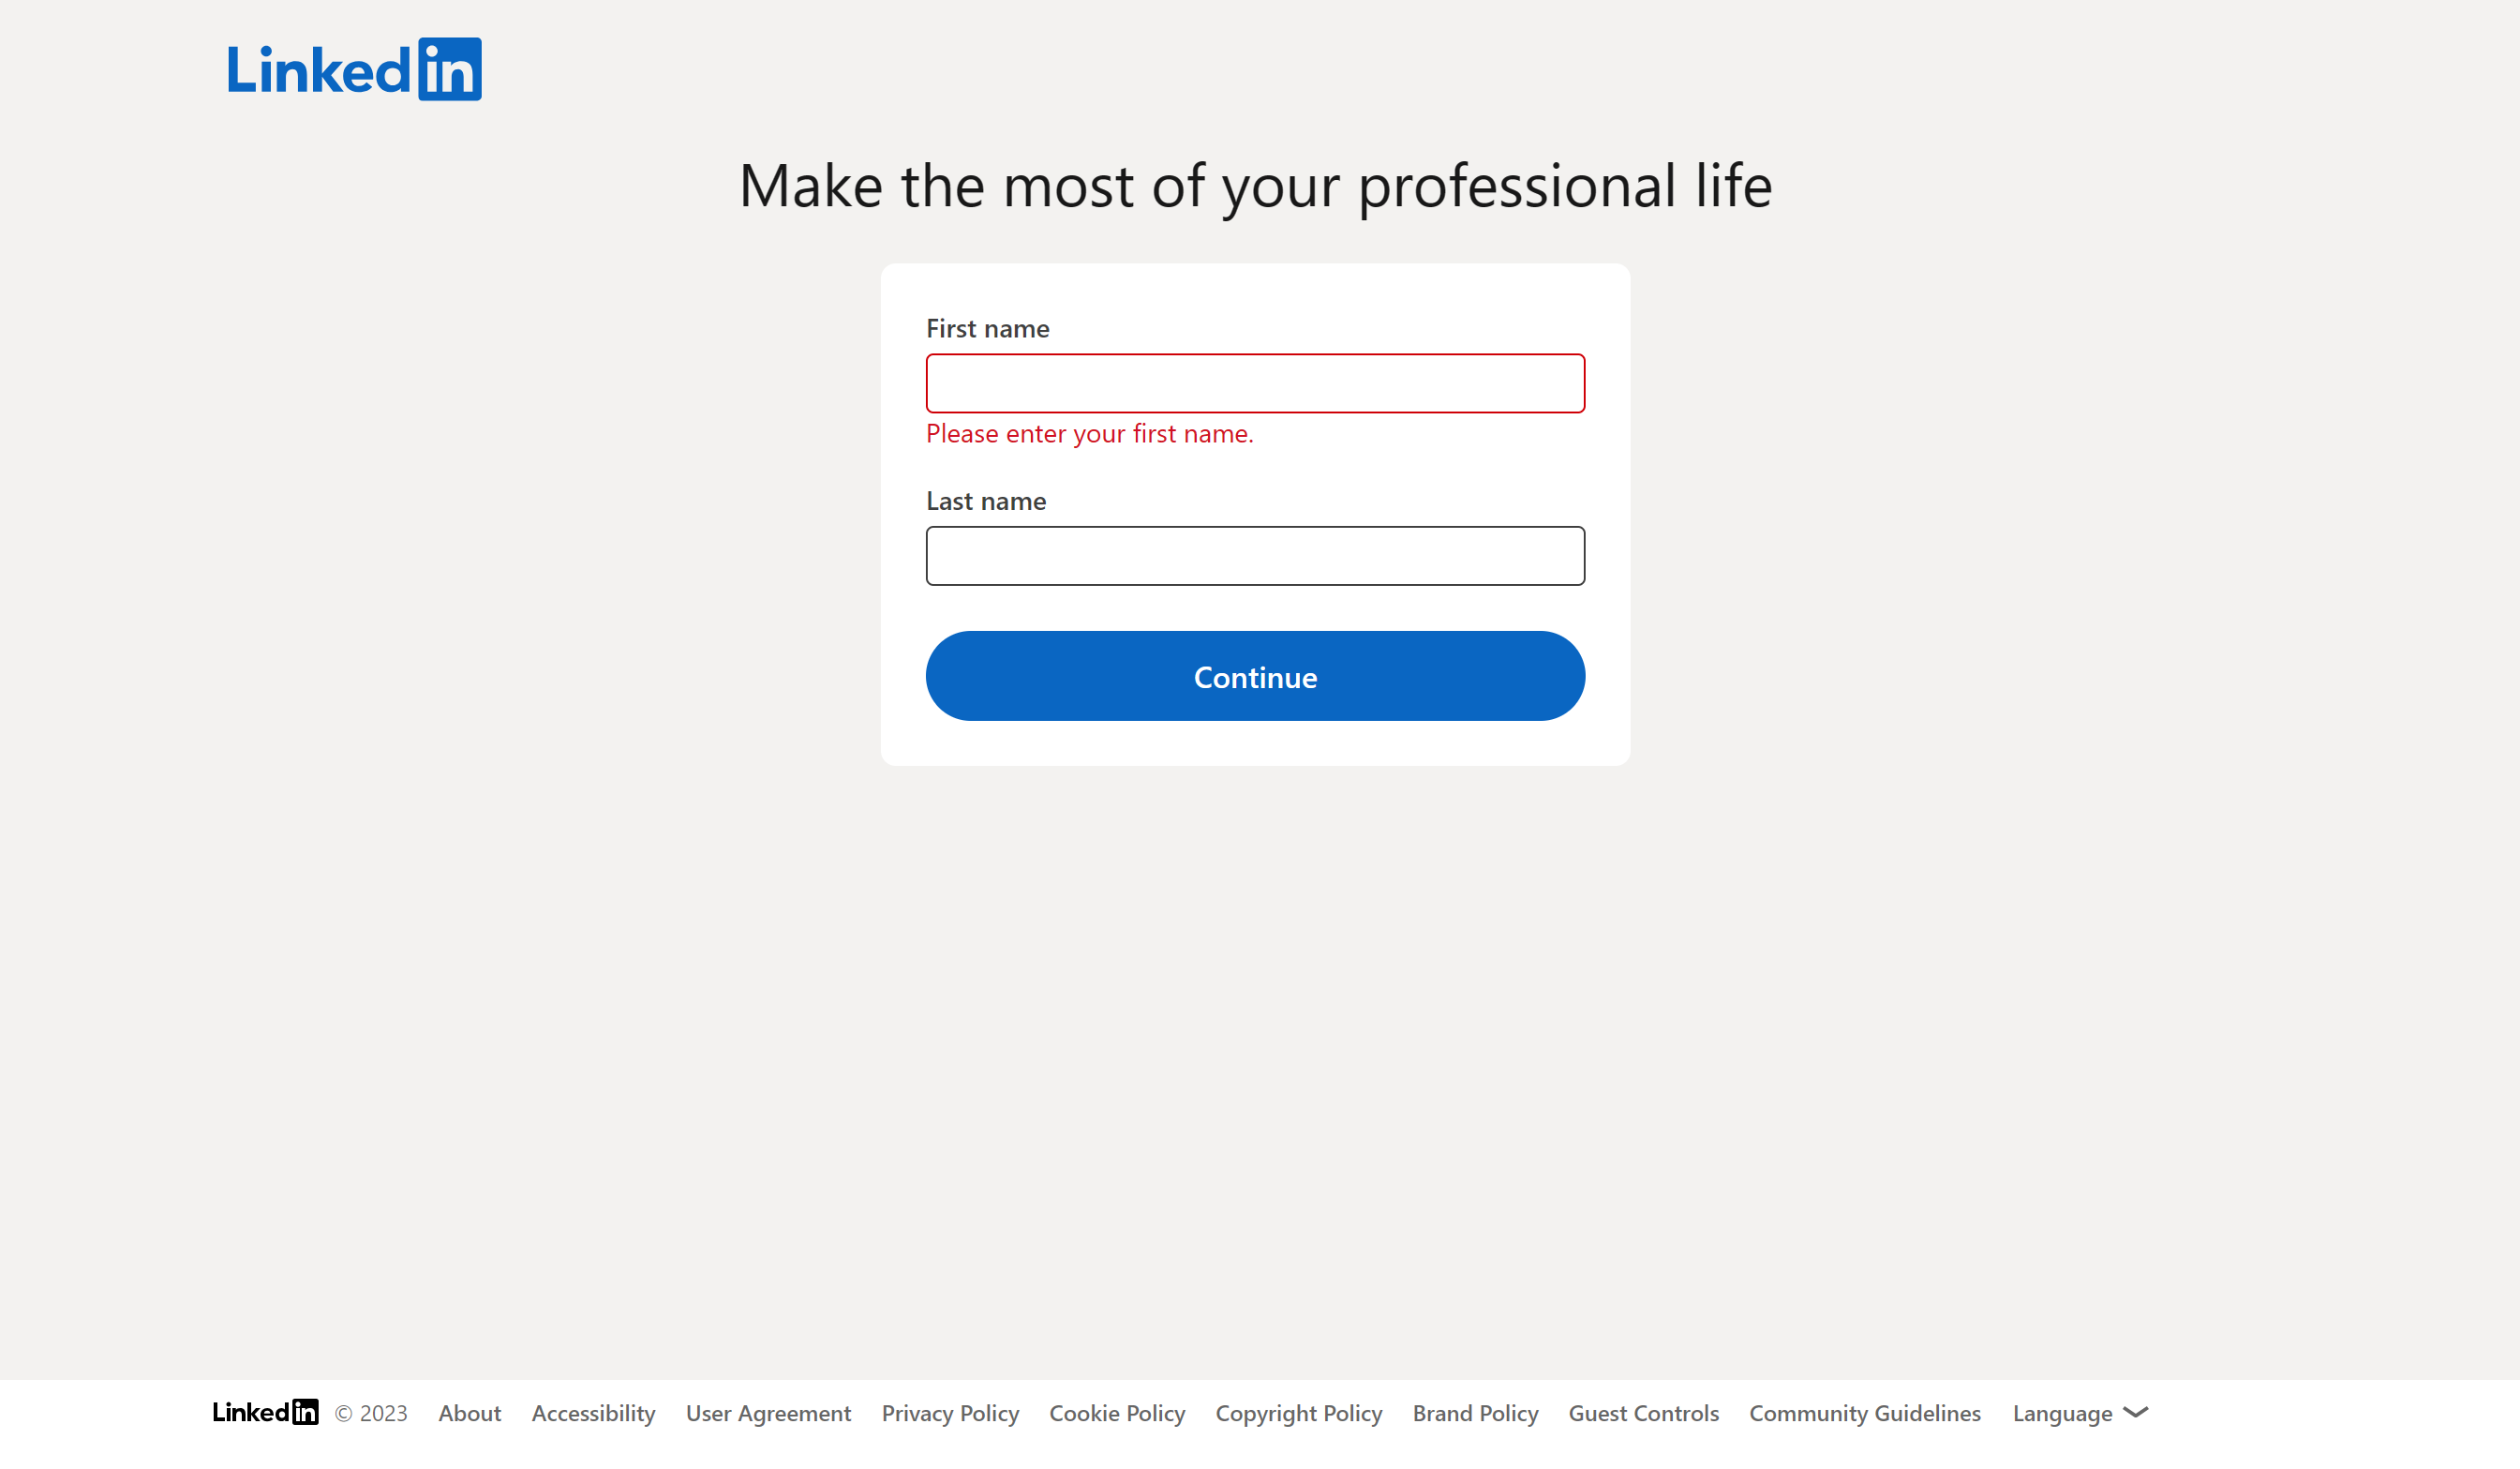 Linkedin
Make the most of your professional life
First name
Please enter your first name.
Last name
Continue
Linkedin © 2023 About Accessibility User Agreement Privacy Policy Cookie Policy Copyright Policy Brand Policy Guest Controls Community Guidelines Language